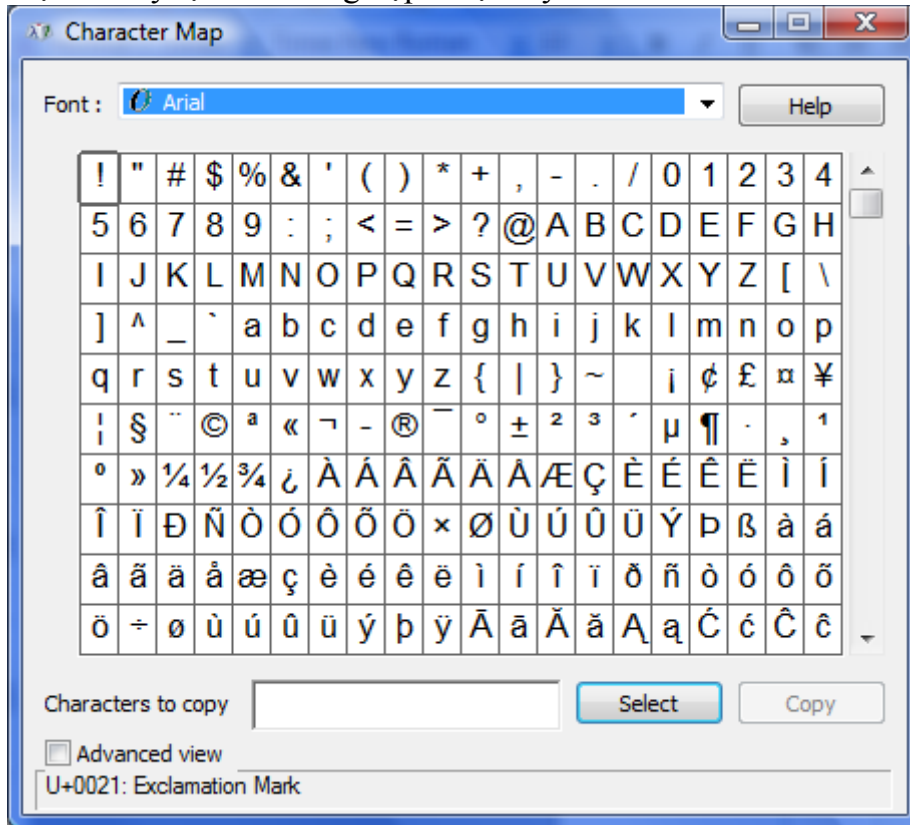 Character Map
Font : Arial Help
! " # $ % & ' ( ) * + , - . / 0 1 2 3 4
5 6 7 8 9 : ; < = > ? @ A B C D E F G H
I J K L M N O P Q R S T U V W X Y Z [ \
] ^ _ ` a b c d e f g h i j k l m n o p
q r s t u v w x y z { | } ~ ¡ ¢ £ ¤ ¥
¦ § ¨ © ª « ¬ - ® ¯ ° ± ² ³ ´ µ ¶ · ¸ ¹
º » ¼ ½ ¾ ¿ À Á Â Ã Ä Å Æ Ç È É Ê Ë Ì Í
Î Ï Ð Ñ Ò Ó Ô Õ Ö × Ø Ù Ú Û Ü Ý Þ ß à á
â ã ä å æ ç è é ê ë ì í î ï ð ñ ò ó ô õ
ö ÷ ø ù ú û ü ý þ ÿ Ā ā Ă ă Ą ą Ć ć Ĉ ĉ
Characters to copy Select Copy
Advanced view
U+0021: Exclamation Mark